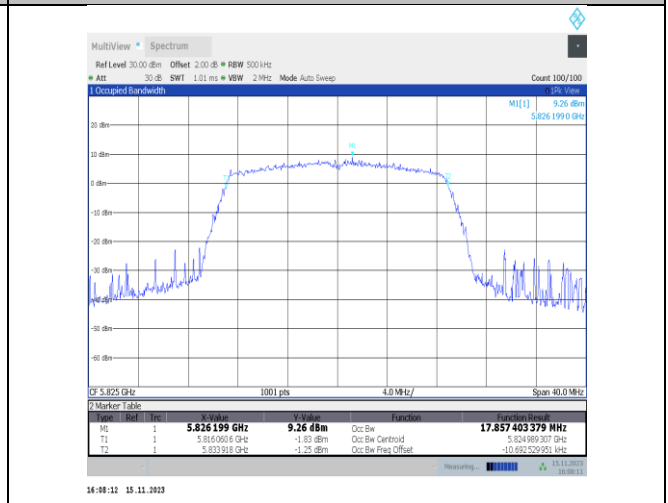 MultiView Spectrum
Ref Level 30.00 dBm Offset 2.00 dB RBW 500 kHz
Att 30 dB SWT 1.01 ms VBW 2 MHz Mode Auto Sweep Count 100/100
1 Occupied Bandwidth 1Pk View
M1[1] 9.26 dBm
5.826 199 0 GHz
20 dBm
M1
10 dBm
T1 T2
0 dBm
-10 dBm
-20 dBm
-30 dBm
-40 dBm
-50 dBm
-60 dBm
CF 5.825 GHz 1001 pts 4.0 MHz/ Span 40.0 MHz
2 Marker Table
Type Ref Trc X-Value Y-Value Function Function Result
M1 1 5.826199 GHz 9.26 dBm Occ Bw 17.857 403 379 MHz
T1 1 5.816 060 6 GHz -1.83 dBm Occ Bw Centroid 5.824 989 307 GHz
T2 1 5.833 918 GHz -1.25 dBm Occ Bw Freq Offset -10.692 529 951 kHz
Measuring... 15.11.2023
16:08:11
16:08:12 15.11.2023